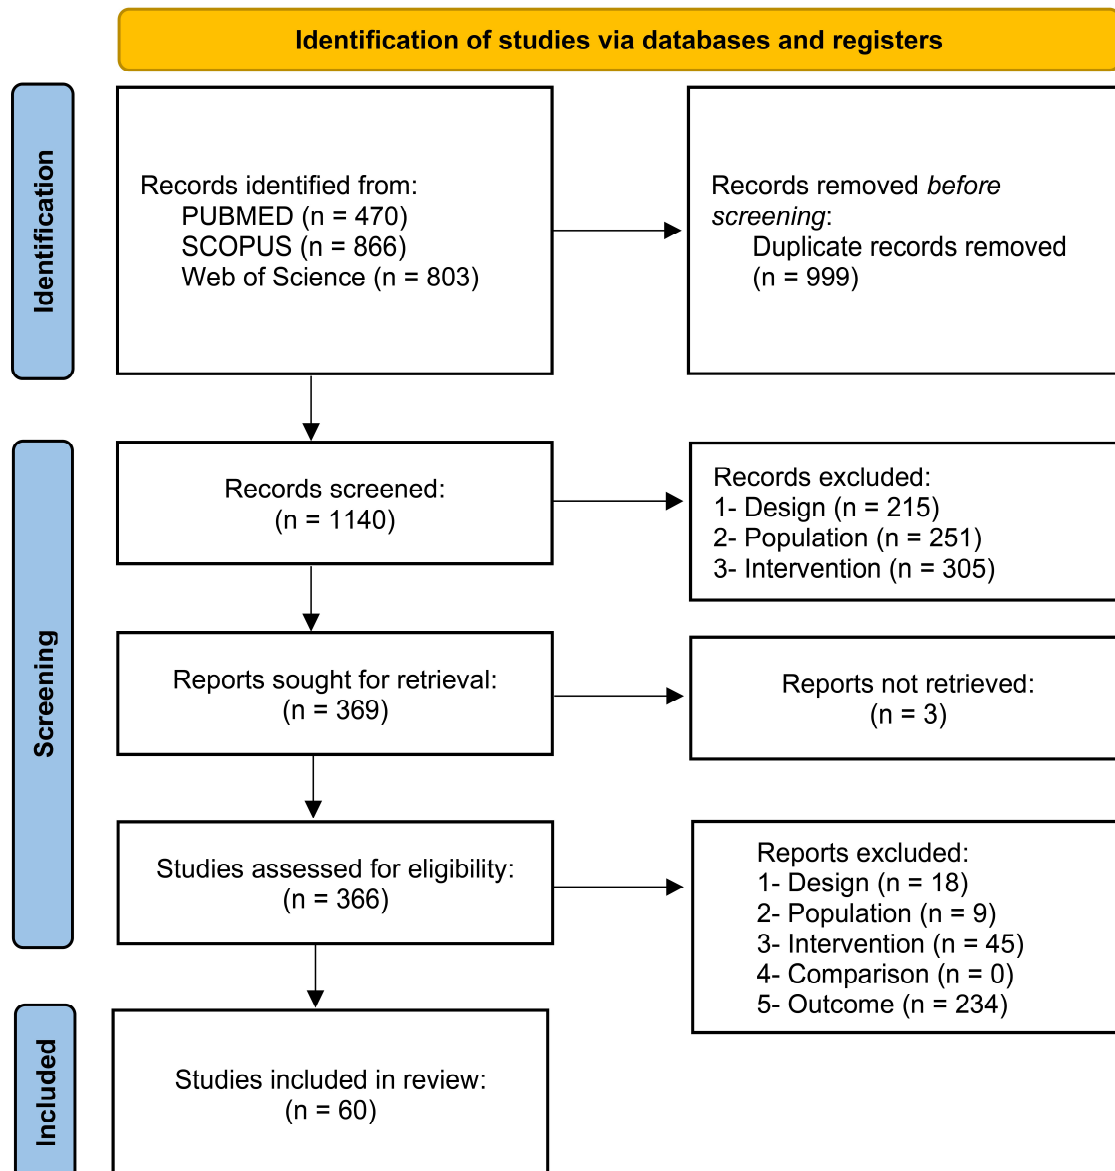 Identification of studies via databases and registers
Identification
Records identified from:
PUBMED (n = 470)
SCOPUS (n = 866)
Web of Science (n = 803)
Records removed before
screening:
Duplicate records removed
(n = 999)
Screening
Records screened:
(n = 1140)
Records excluded:
1- Design (n = 215)
2- Population (n = 251)
3- Intervention (n = 305)
Reports sought for retrieval:
(n = 369)
Reports not retrieved:
(n = 3)
Studies assessed for eligibility:
(n = 366)
Reports excluded:
1- Design (n = 18)
2- Population (n = 9)
3- Intervention (n = 45)
4- Comparison (n = 0)
5- Outcome (n = 234)
Included
Studies included in review:
(n = 60)